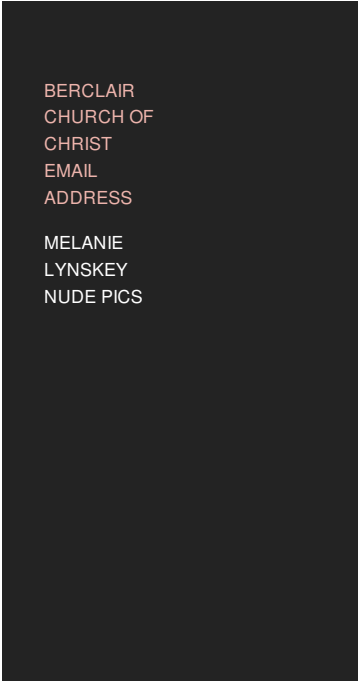 BERCLAIR
CHURCH OF
CHRIST
EMAIL
ADDRESS
MELANIE
LYNSKEY
NUDE PICS